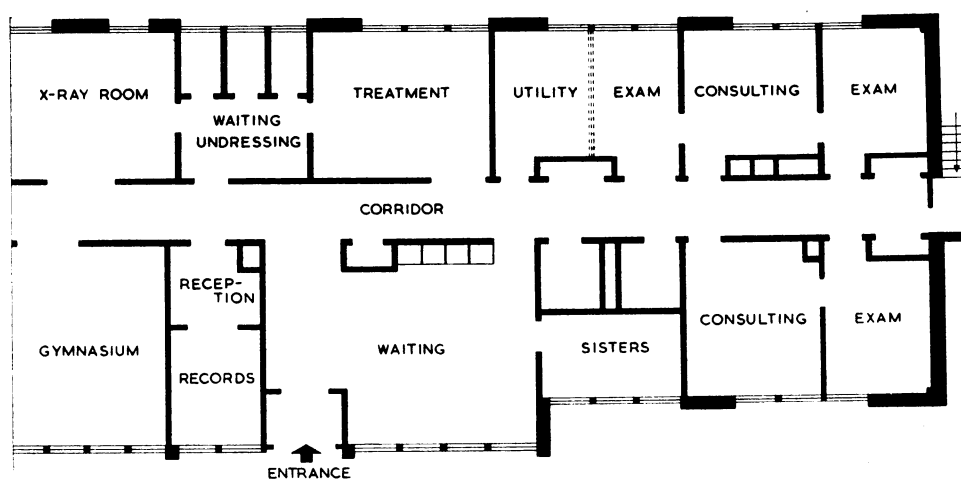 X-RAY ROOM
WAITING
UNDRESSING
TREATMENT
UTILITY
EXAM
CONSULTING
EXAM
CORRIDOR
RECEP-
TION
GYMNASIUM
RECORDS
WAITING
SISTERS
CONSULTING
EXAM
ENTRANCE